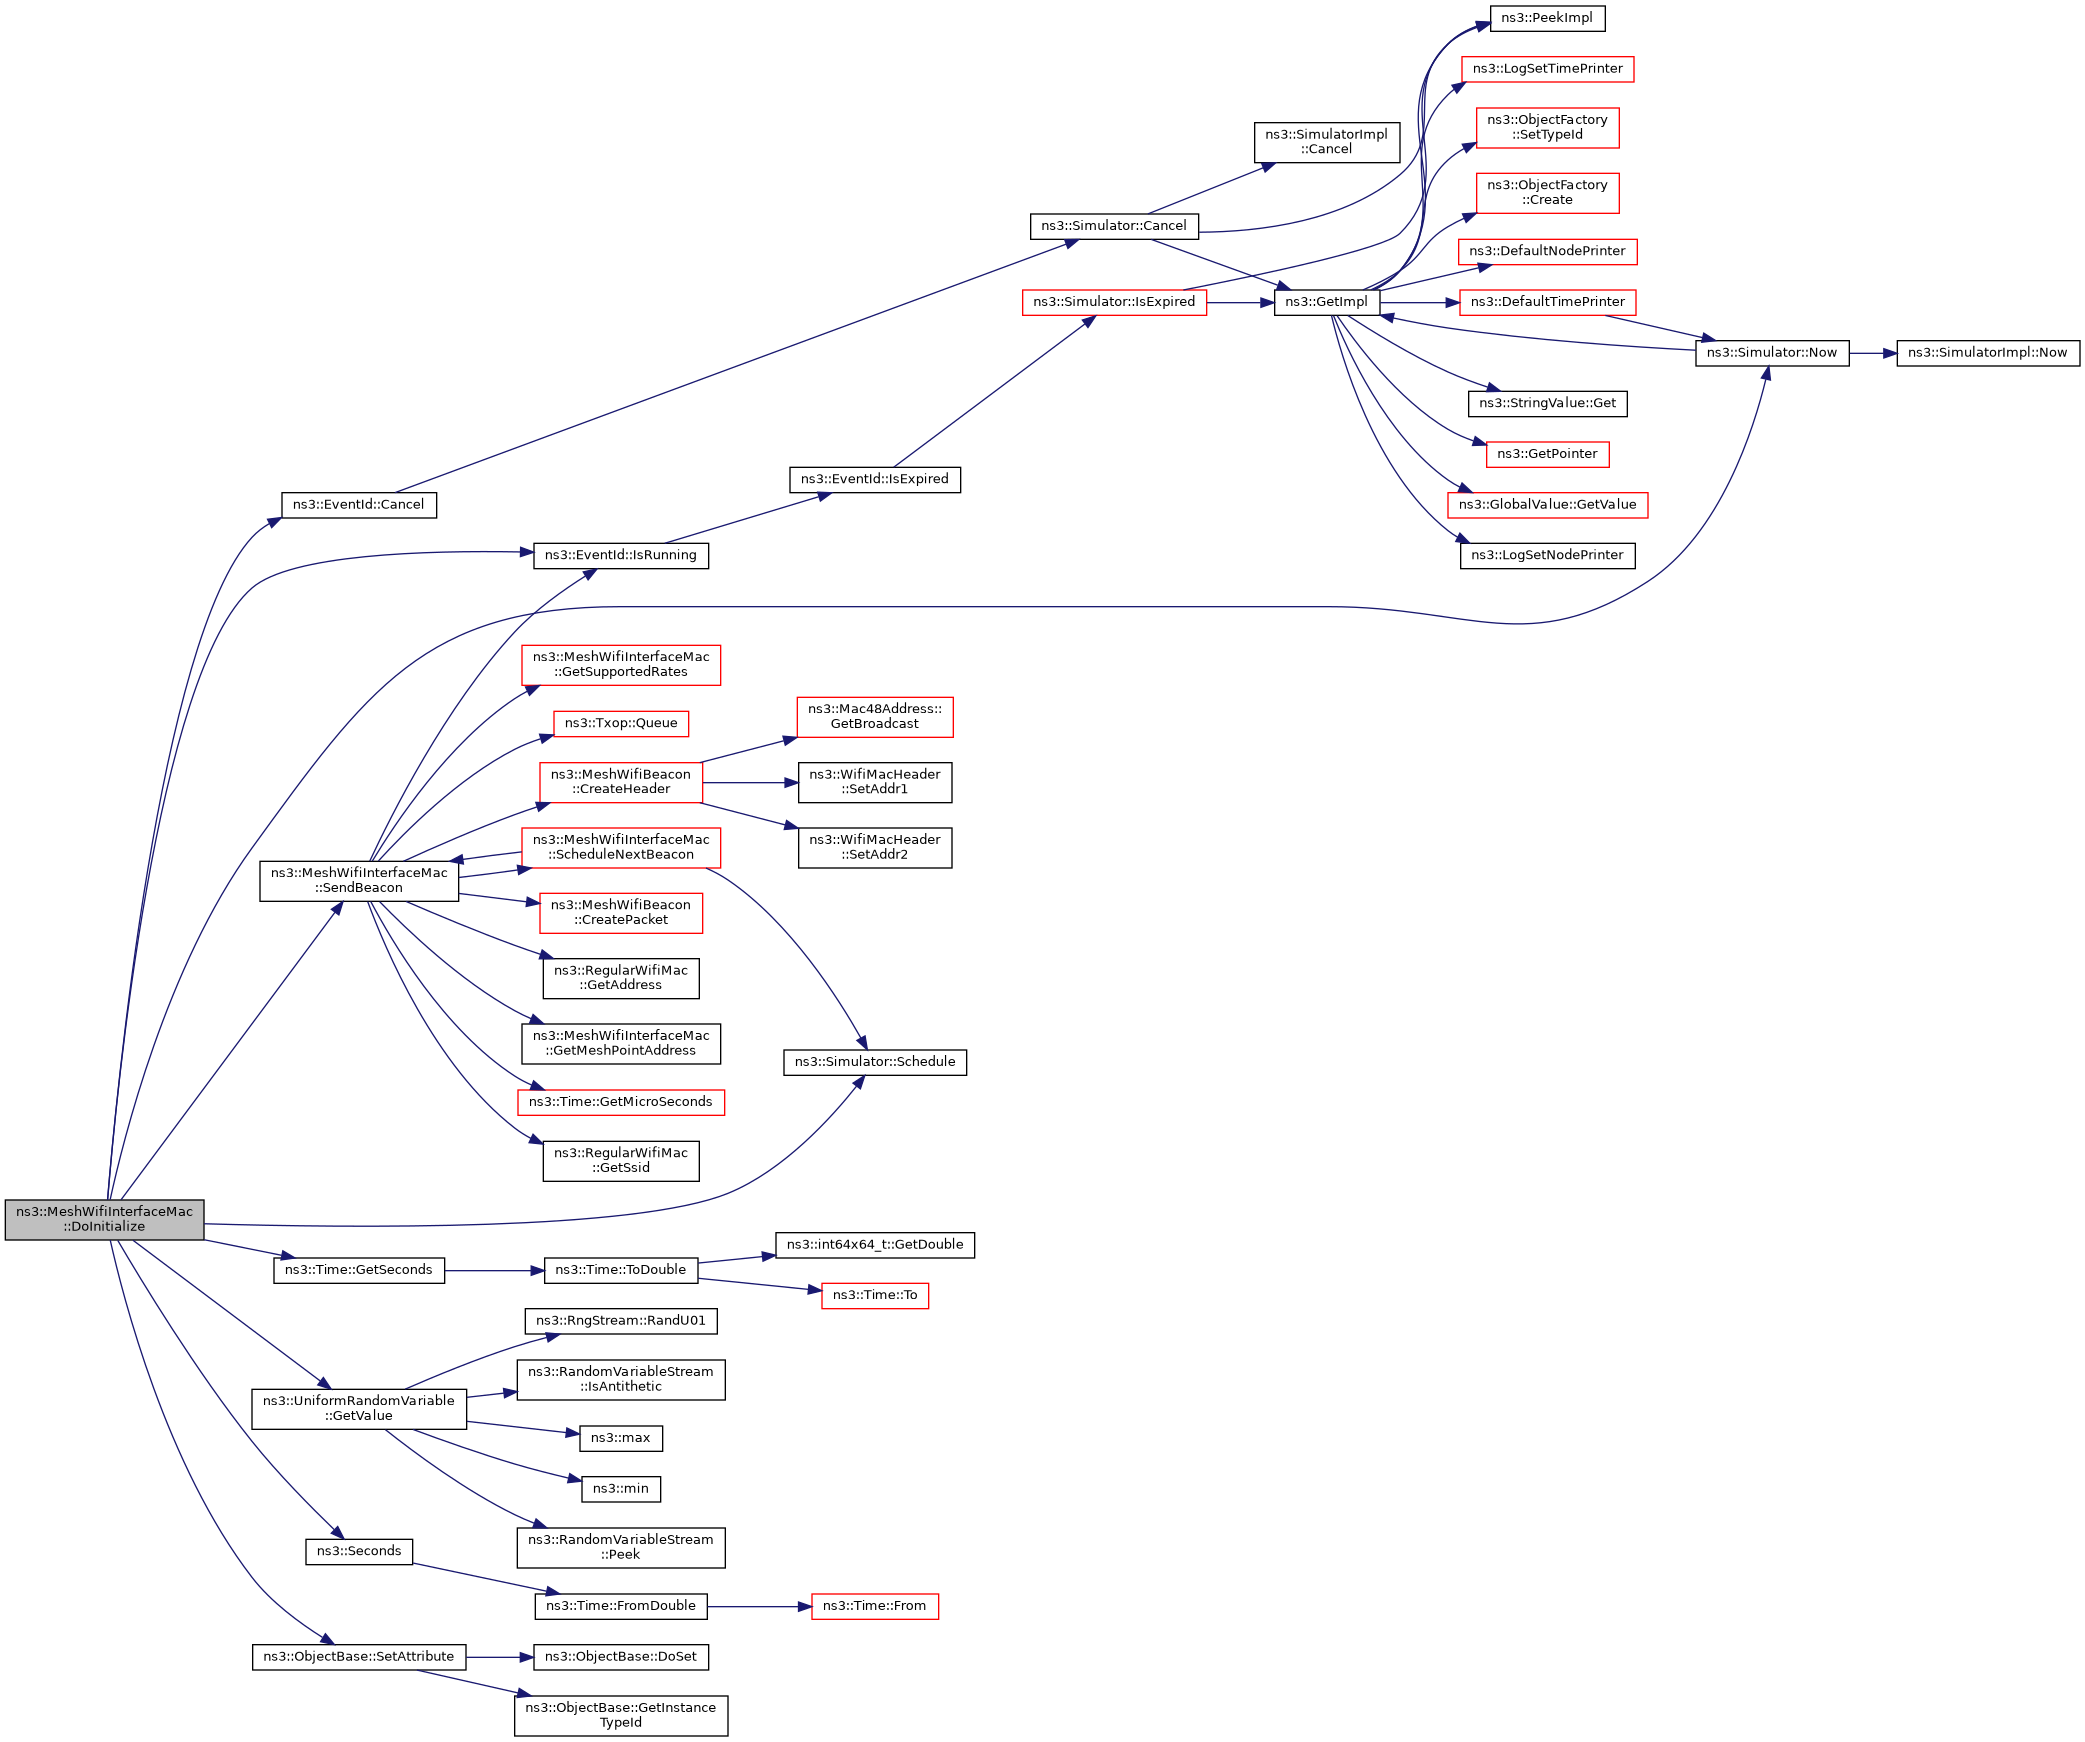 ns3::PeekImpl
ns3::LogSetTimePrinter
ns3::ObjectFactory
::SetTypeId
ns3::SimulatorImpl
::Cancel
ns3::ObjectFactory
::Create
ns3::Simulator::Cancel
ns3::DefaultNodePrinter
ns3::Simulator::IsExpired
ns3::GetImpl
ns3::DefaultTimePrinter
ns3::Simulator::Now
ns3::SimulatorImpl::Now
ns3::StringValue::Get
ns3::GetPointer
ns3::EventId::IsExpired
ns3::EventId::Cancel
ns3::GlobalValue::GetValue
ns3::EventId::IsRunning
ns3::LogSetNodePrinter
ns3::MeshWifiInterfaceMac
::GetSupportedRates
ns3::Txop::Queue
ns3::Mac48Address::
GetBroadcast
ns3::MeshWifiBeacon
::CreateHeader
ns3::WifiMacHeader
::SetAddr1
ns3::MeshWifiInterfaceMac
::ScheduleNextBeacon
ns3::WifiMacHeader
::SetAddr2
ns3::MeshWifiInterfaceMac
::SendBeacon
ns3::MeshWifiBeacon
::CreatePacket
ns3::RegularWifiMac
::GetAddress
ns3::MeshWifiInterfaceMac
::GetMeshPointAddress
ns3::Simulator::Schedule
ns3::Time::GetMicroSeconds
ns3::RegularWifiMac
::GetSsid
ns3::MeshWifiInterfaceMac
::DoInitialize
ns3::int64x64_t::GetDouble
ns3::Time::GetSeconds
ns3::Time::ToDouble
ns3::Time::To
ns3::RngStream::RandU01
ns3::RandomVariableStream
::IsAntithetic
ns3::UniformRandomVariable
::GetValue
ns3::max
ns3::min
ns3::RandomVariableStream
::Peek
ns3::Seconds
ns3::Time::FromDouble
ns3::Time::From
ns3::ObjectBase::SetAttribute
ns3::ObjectBase::DoSet
ns3::ObjectBase::GetInstance
TypeId